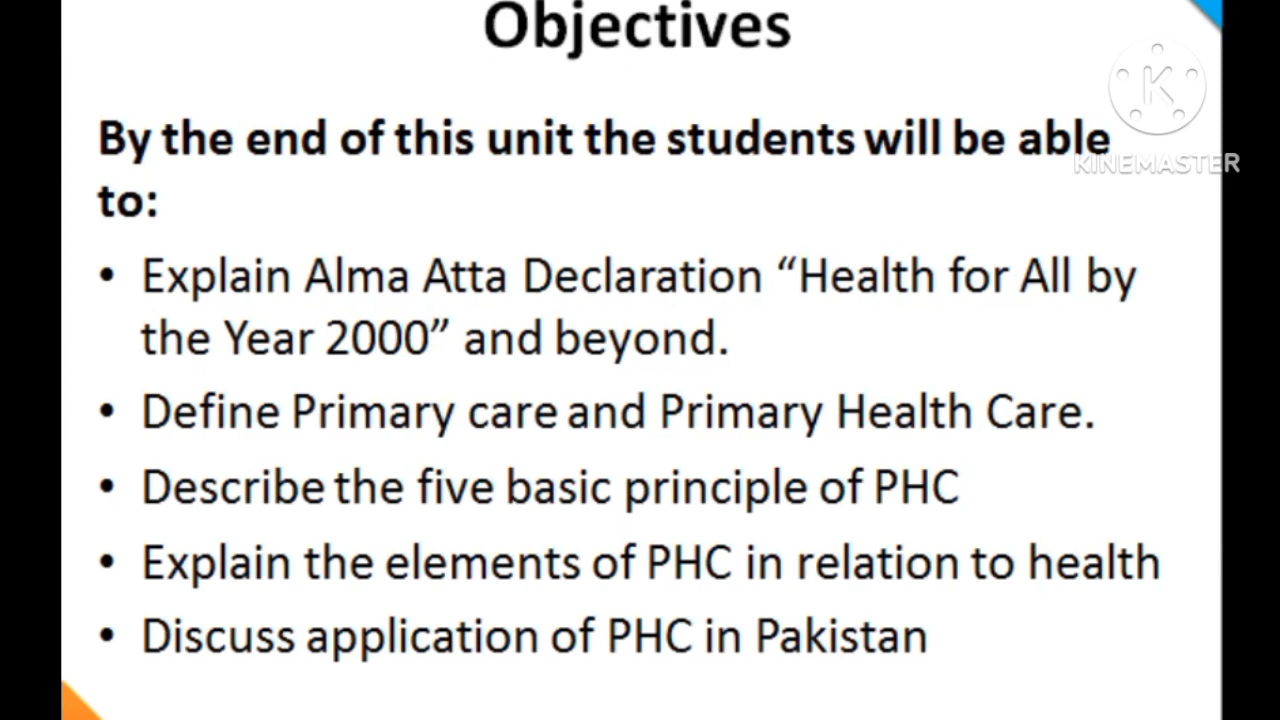 Objectives
By the end of this unit the students will be able
to:
• Explain Alma Atta Declaration “Health for All by
the Year 2000” and beyond.
• Define Primary care and Primary Health Care.
• Describe the five basic principle of PHC
• Explain the elements of PHC in relation to health
• Discuss application of PHC in Pakistan
K
KINEMASTER